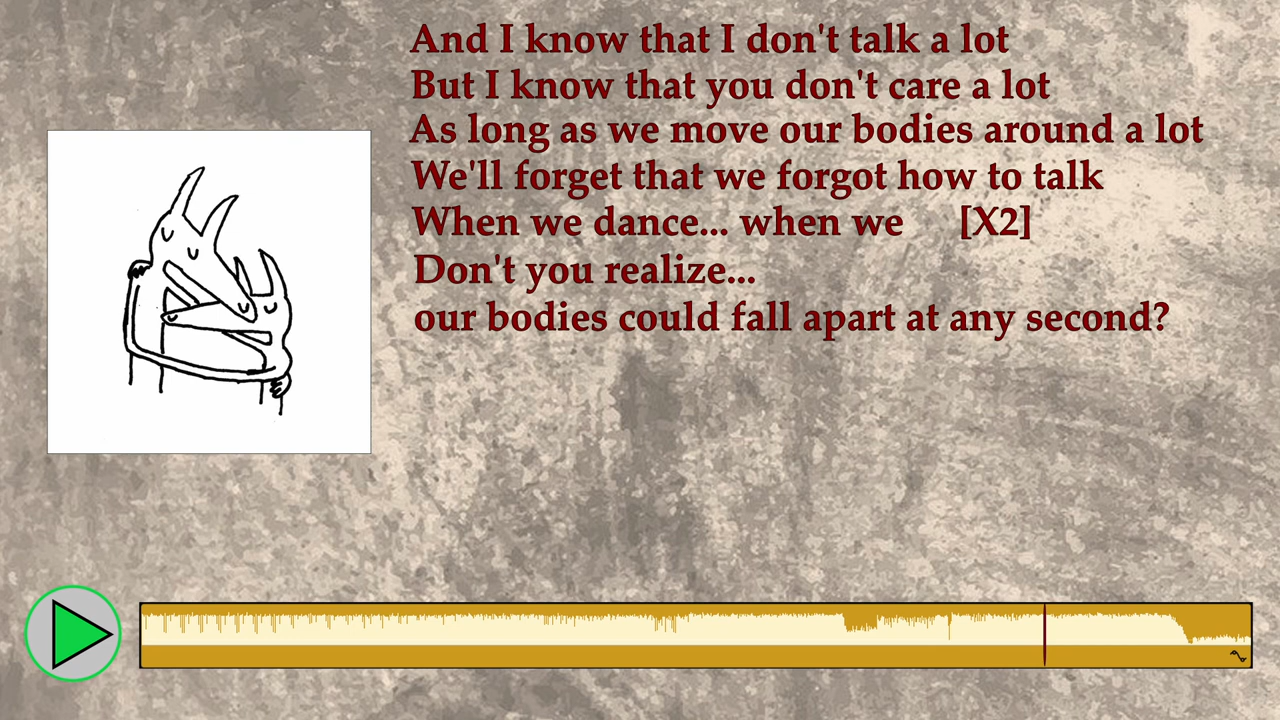 And I know that I don't talk a lot
But I know that you don't care a lot
As long as we move our bodies around a lot
We'll forget that we forgot how to talk
When we dance... when we [X2]
Don't you realize...
our bodies could fall apart at any second?